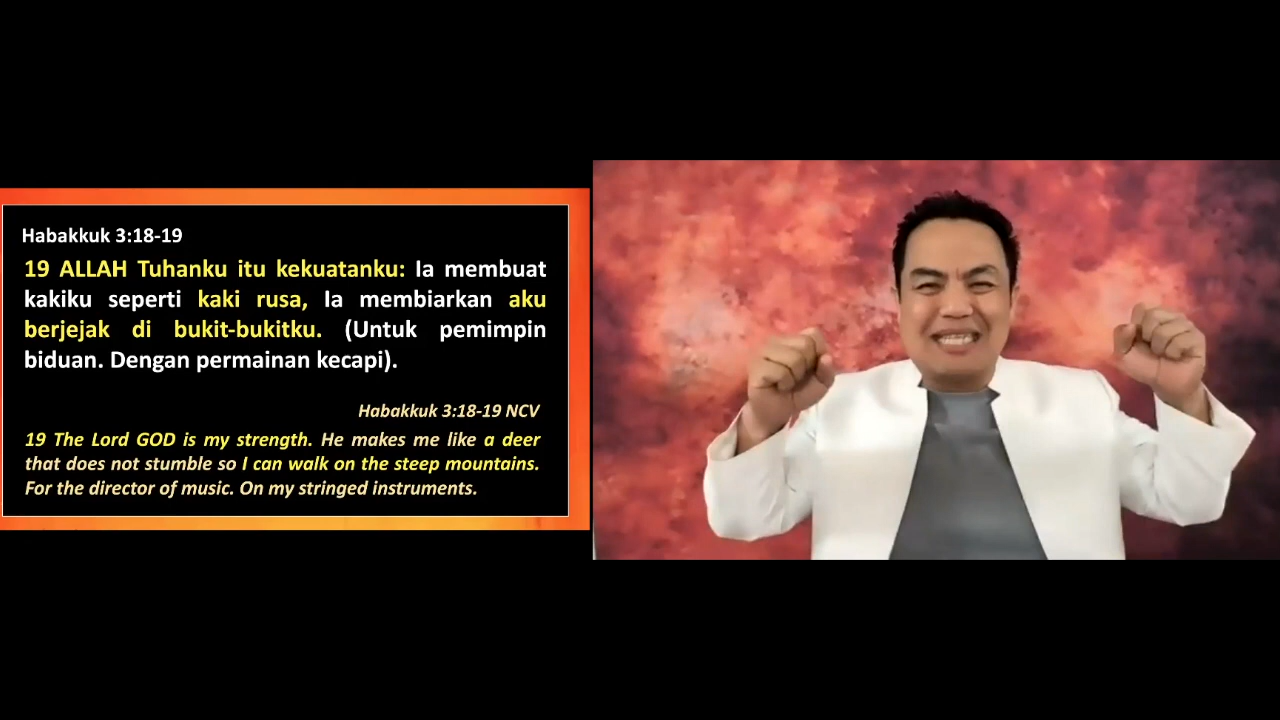 Habakkuk 3:18-19
19 ALLAH Tuhanku itu kekuatanku: Ia membuat
kakiku seperti kaki rusa, Ia membiarkan aku
berjejak di bukit-bukitku. (Untuk pemimpin
biduan. Dengan permainan kecapi).
Habakkuk 3:18-19 NCV
19 The Lord GOD is my strength. He makes me like a deer
that does not stumble so I can walk on the steep mountains.
For the director of music. On my stringed instruments.